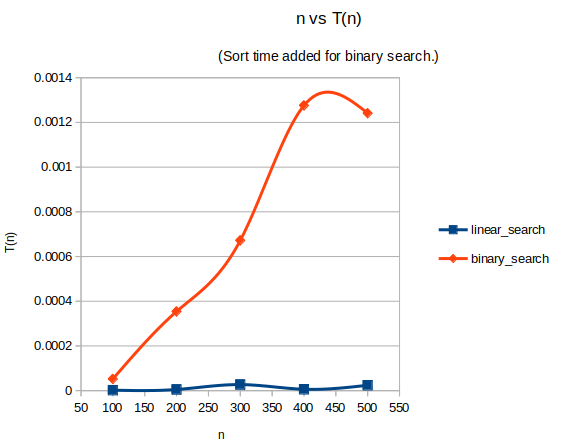 n vs T(n)
(Sort time added for binary search.)
0.0014
0.0012
0.001
0.0008
0.0006
0.0004
0.0002
0
T(n)
linear_search
binary_search
50 100 150 200 250 300 350 400 450 500 550
n